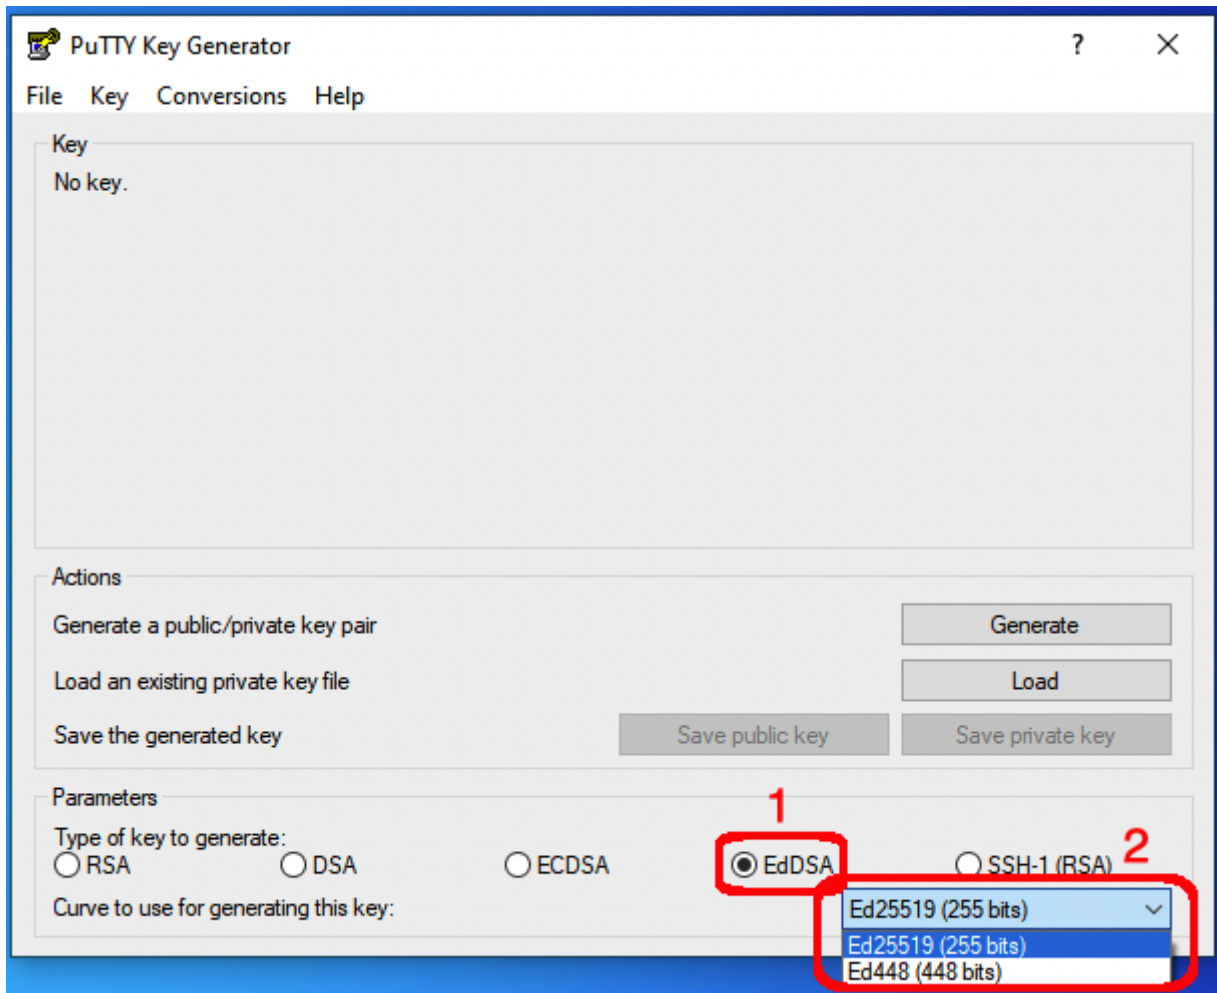 PuTTY Key Generator ?
File Key Conversions Help
Key
No key.
Actions
Generate a public/private key pair Generate
Load an existing private key file Load
Save the generated key Save public key Save private key
Parameters
1
Type of key to generate: 2
RSA DSA ECDSA EdDSA SSH-1 (RSA)
Curve to use for generating this key: Ed25519 (255 bits)
Ed25519 (255 bits)
Ed448 (448 bits)